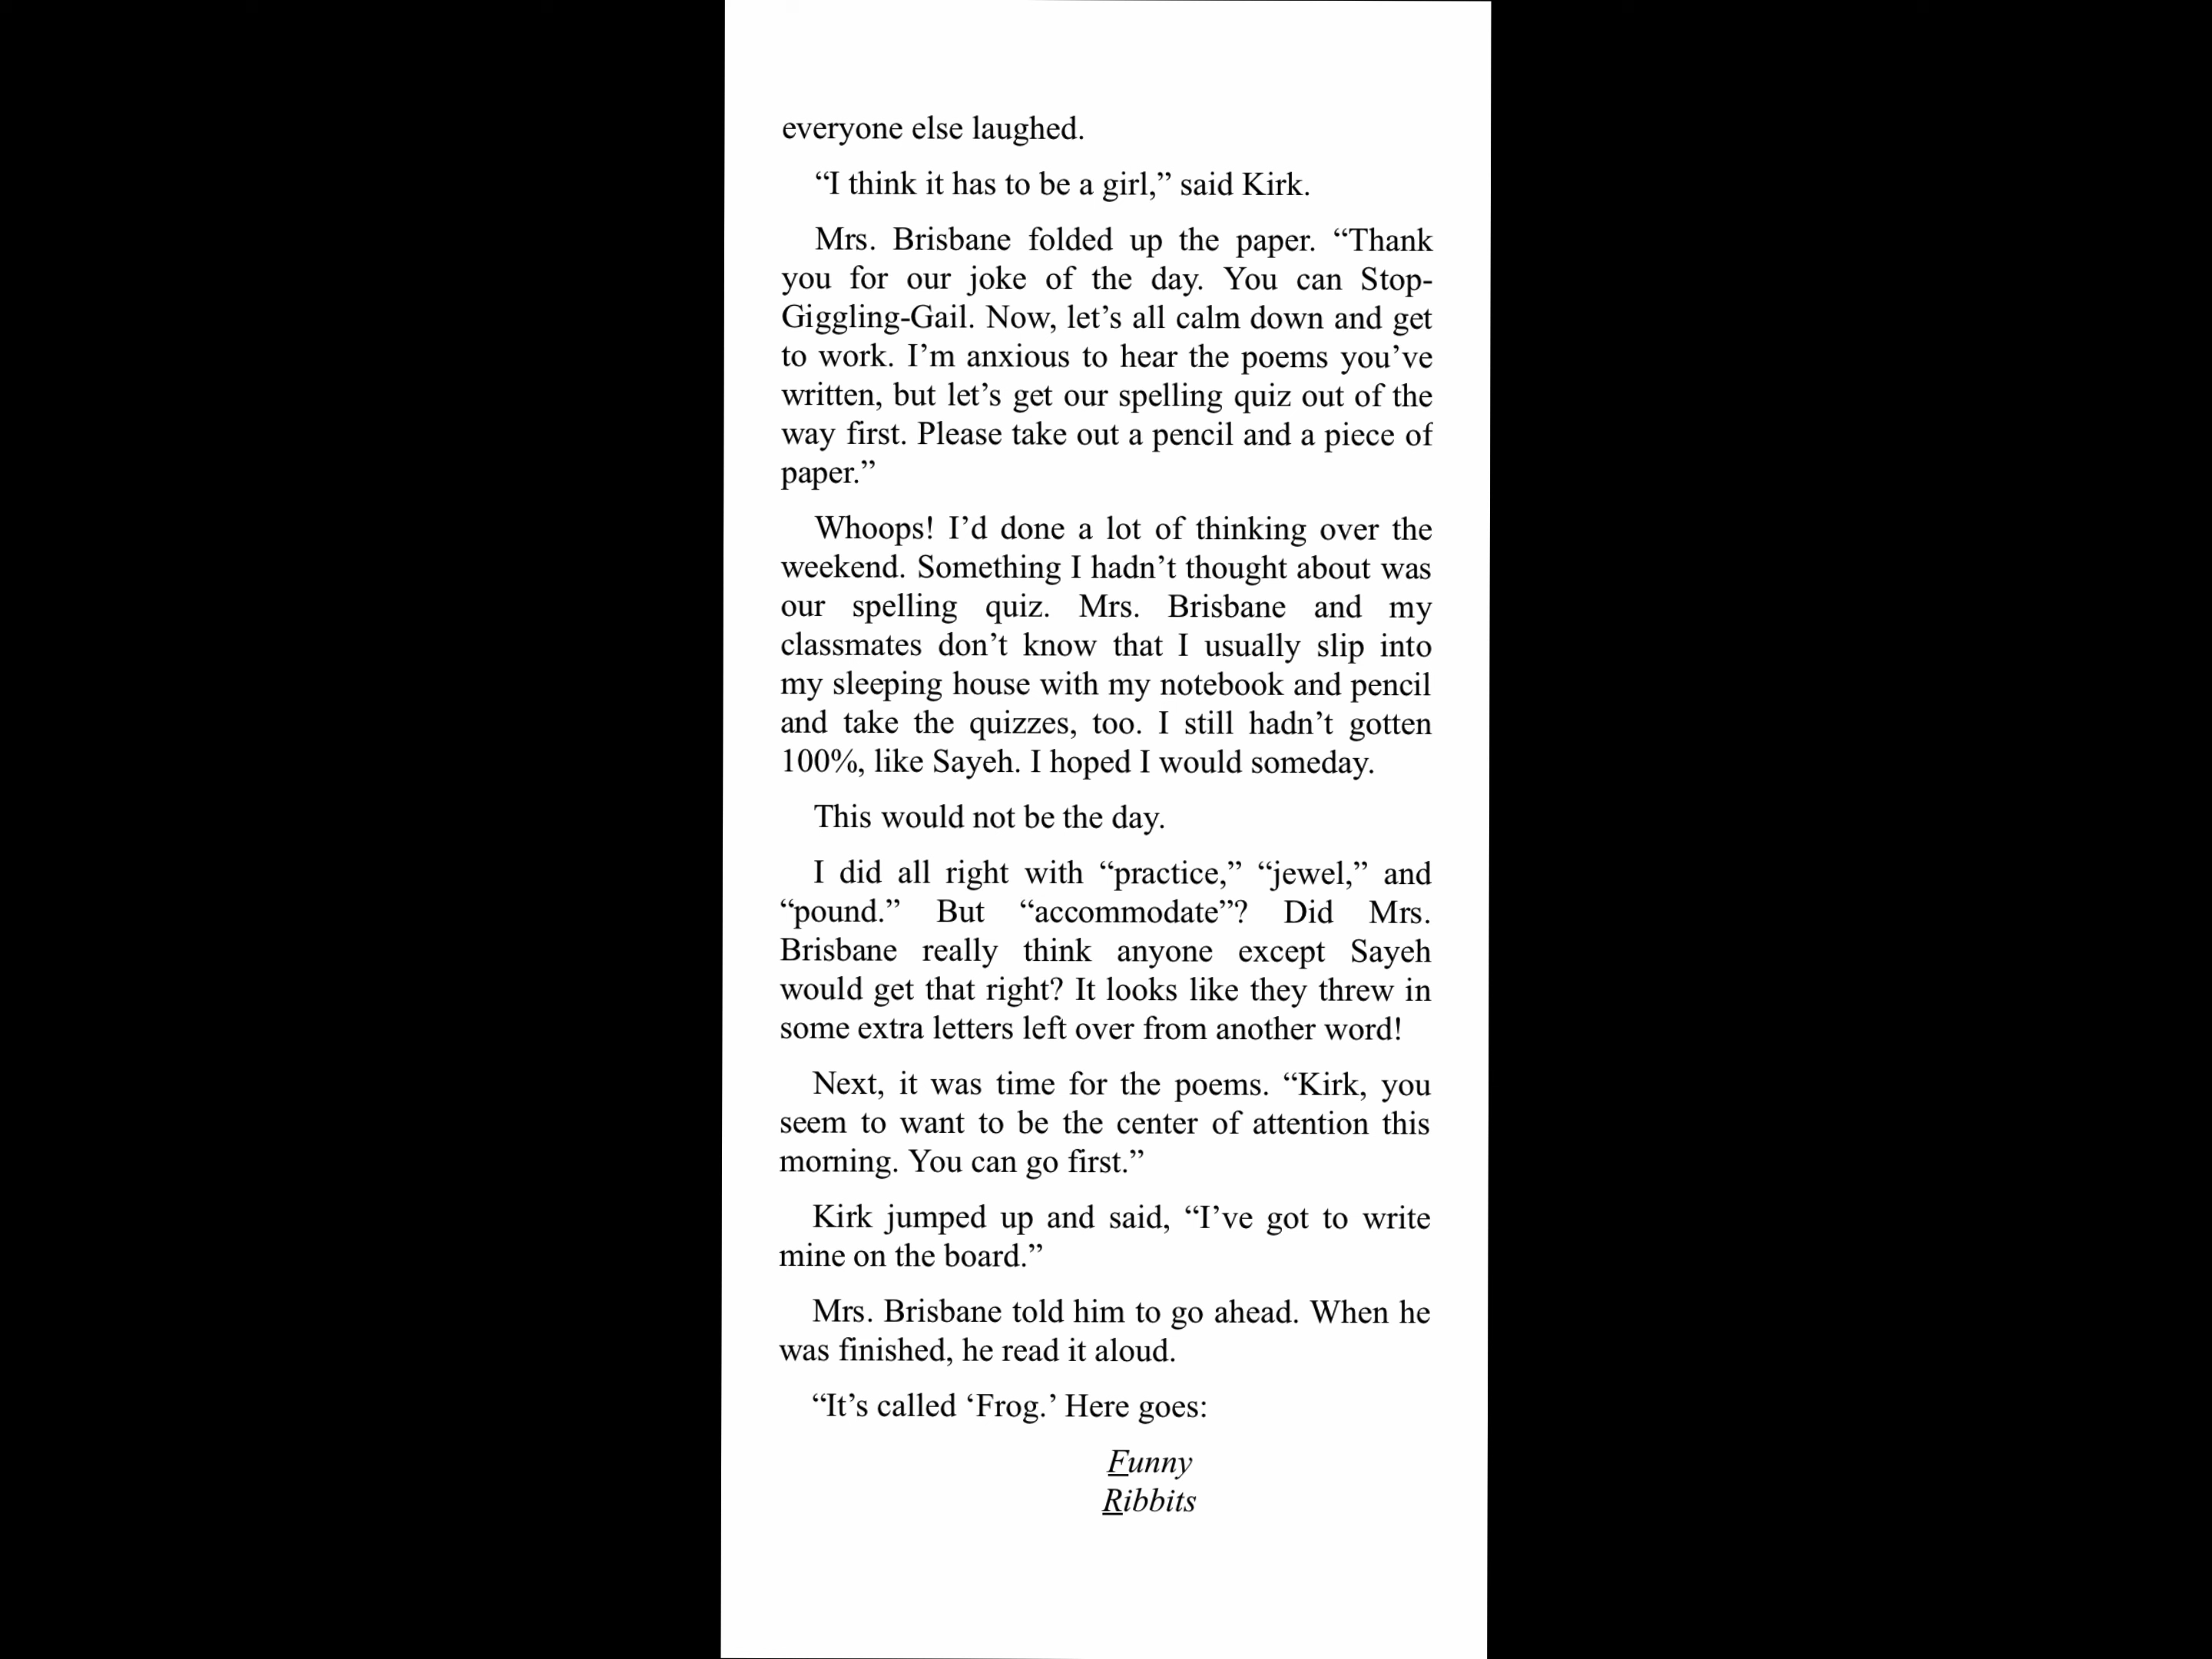 everyone else laughed.
“I think it has to be a girl,” said Kirk.
Mrs. Brisbane folded up the paper. “Thank
you for our joke of the day. You can Stop-
Giggling-Gail. Now, let’s all calm down and get
to work. I’m anxious to hear the poems you’ve
written, but let’s get our spelling quiz out of the
way first. Please take out a pencil and a piece of
paper.”
Whoops! I’d done a lot of thinking over the
weekend. Something I hadn’t thought about was
our spelling quiz. Mrs. Brisbane and my
classmates don’t know that I usually slip into
my sleeping house with my notebook and pencil
and take the quizzes, too. I still hadn’t gotten
100%, like Sayeh. I hoped I would someday.
This would not be the day.
I did all right with “practice,” “jewel,” and
“pound.” But “accommodate”? Did Mrs.
Brisbane really think anyone except Sayeh
would get that right? It looks like they threw in
some extra letters left over from another word!
Next, it was time for the poems. “Kirk, you
seem to want to be the center of attention this
morning. You can go first.”
Kirk jumped up and said, “I’ve got to write
mine on the board.”
Mrs. Brisbane told him to go ahead. When he
was finished, he read it aloud.
“It’s called ‘Frog.’ Here goes:
Funny
Ribbits